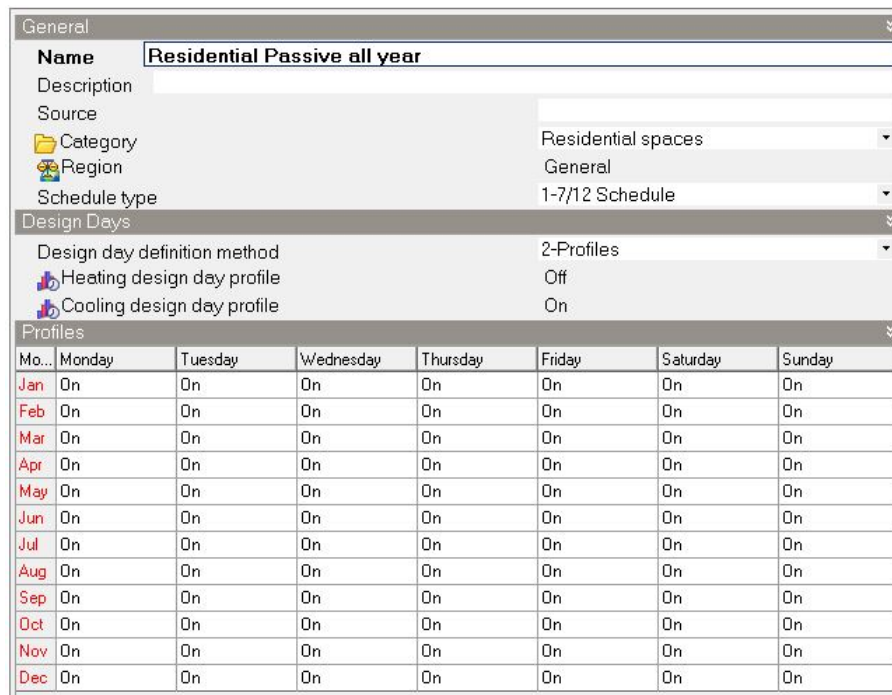 General
Name Residential Passive all year
Description
Source
Category Residential spaces
Region General
Schedule type 1-7/12 Schedule
Design Days
Design day definition method 2-Profiles
Heating design day profile Off
Cooling design day profile On
Profiles
Mo... Monday Tuesday Wednesday Thursday Friday Saturday Sunday
Jan On On On On On On On
Feb On On On On On On On
Mar On On On On On On On
Apr On On On On On On On
May On On On On On On On
Jun On On On On On On On
Jul On On On On On On On
Aug On On On On On On On
Sep On On On On On On On
Oct On On On On On On On
Nov On On On On On On On
Dec On On On On On On On